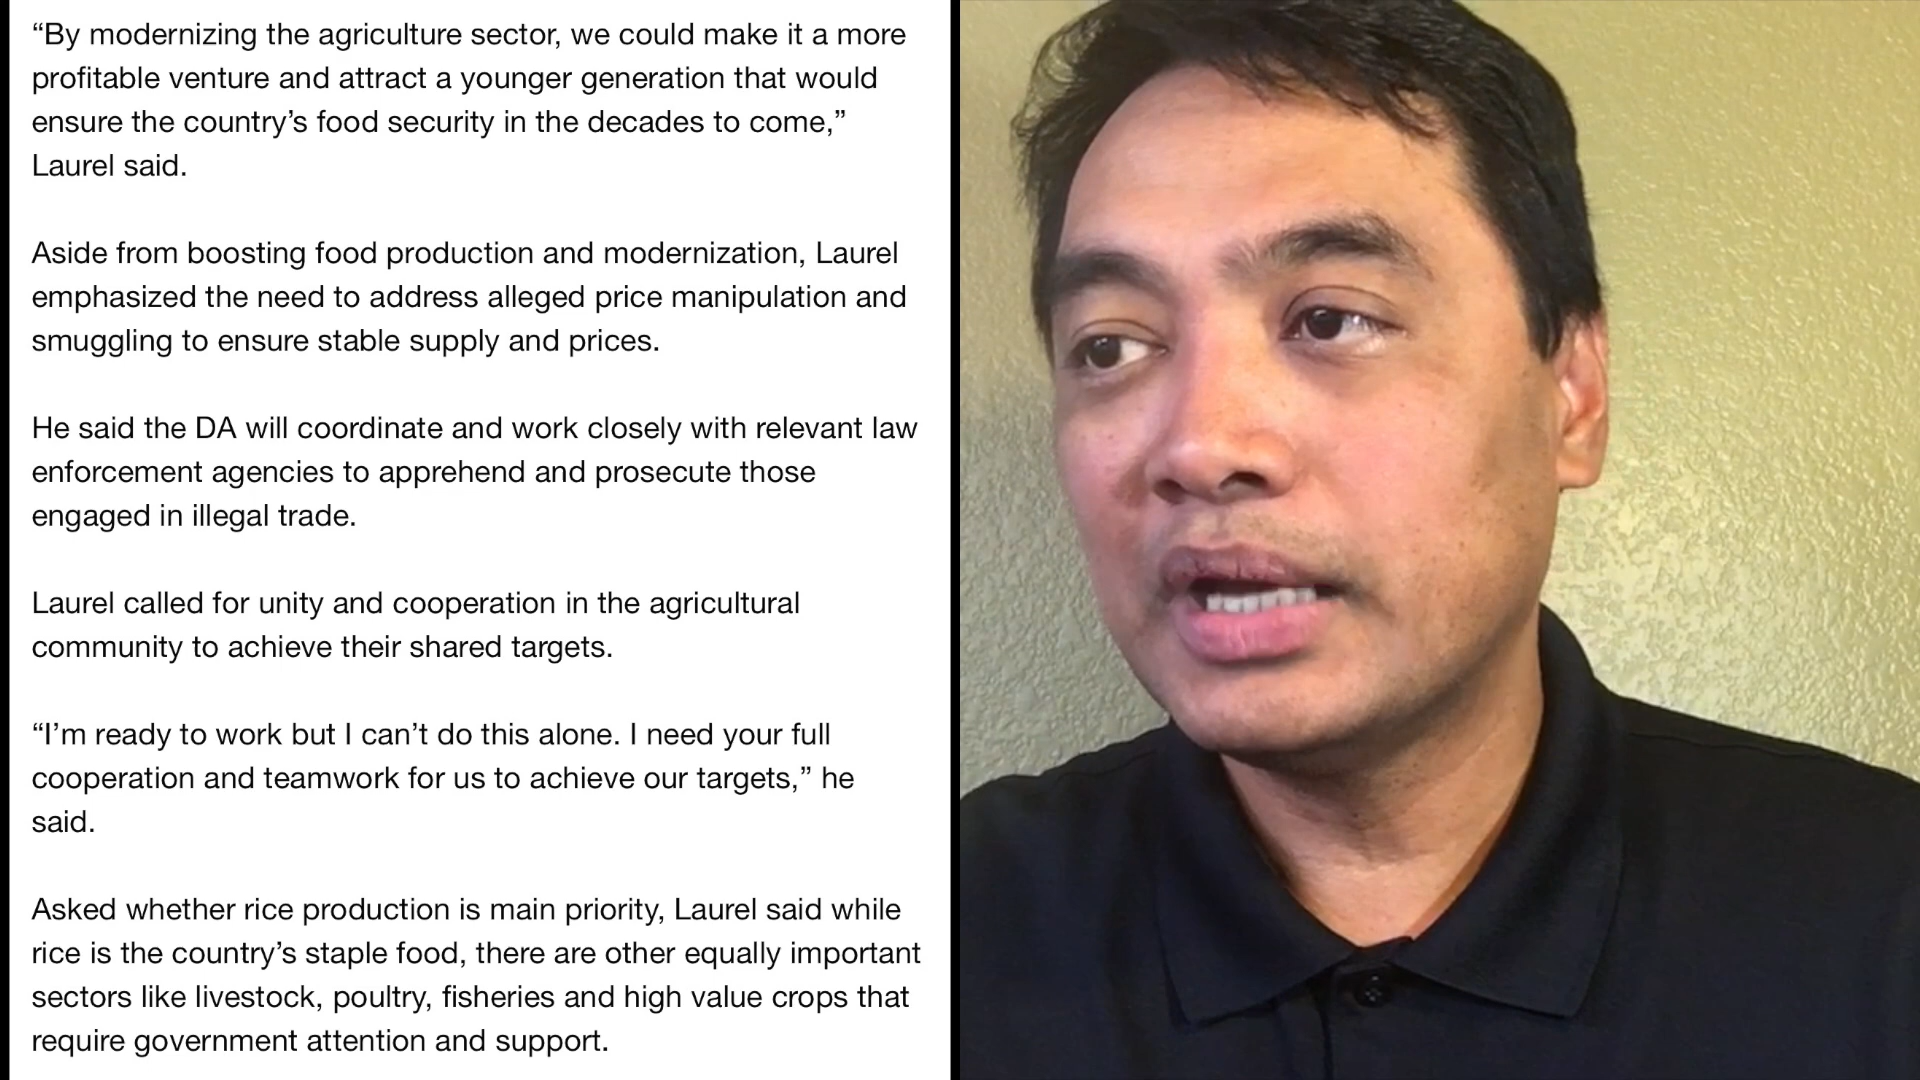 “By modernizing the agriculture sector, we could make it a more
profitable venture and attract a younger generation that would
ensure the country’s food security in the decades to come,”
Laurel said.
Aside from boosting food production and modernization, Laurel
emphasized the need to address alleged price manipulation and
smuggling to ensure stable supply and prices.
He said the DA will coordinate and work closely with relevant law
enforcement agencies to apprehend and prosecute those
engaged in illegal trade.
Laurel called for unity and cooperation in the agricultural
community to achieve their shared targets.
“I’m ready to work but I can’t do this alone. I need your full
cooperation and teamwork for us to achieve our targets,” he
said.
Asked whether rice production is main priority, Laurel said while
rice is the country’s staple food, there are other equally important
sectors like livestock, poultry, fisheries and high value crops that
require government attention and support.